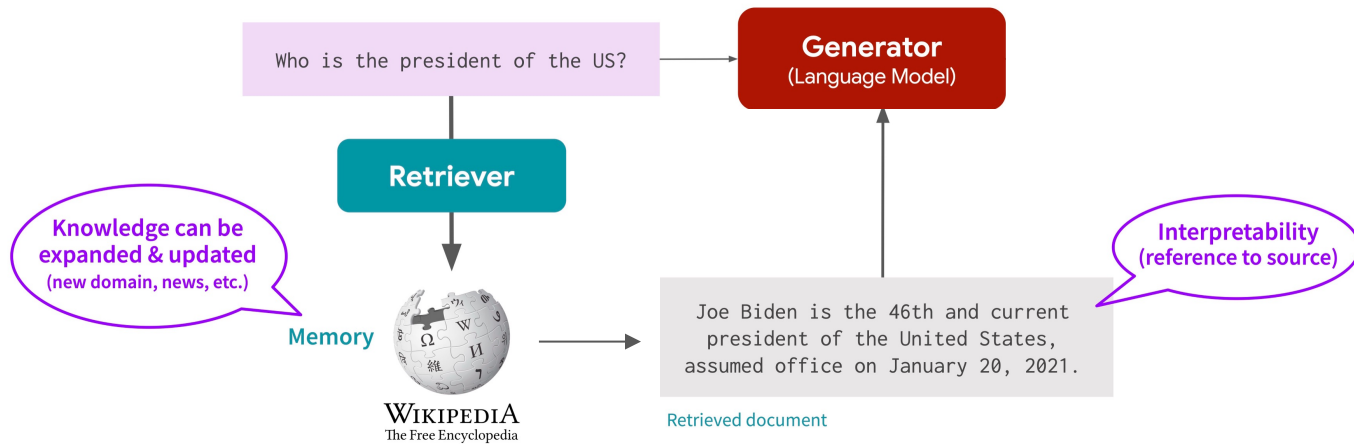 Who is the president of the US?
Generator
(Language Model)
Retriever
Knowledge can be
expanded & updated
(new domain, news, etc.)
Interpretability
(reference to source)
Memory
Ω
W
И
維
WIKIPEDIA
The Free Encyclopedia
Joe Biden is the 46th and current
president of the United States,
assumed office on January 20, 2021.
Retrieved document